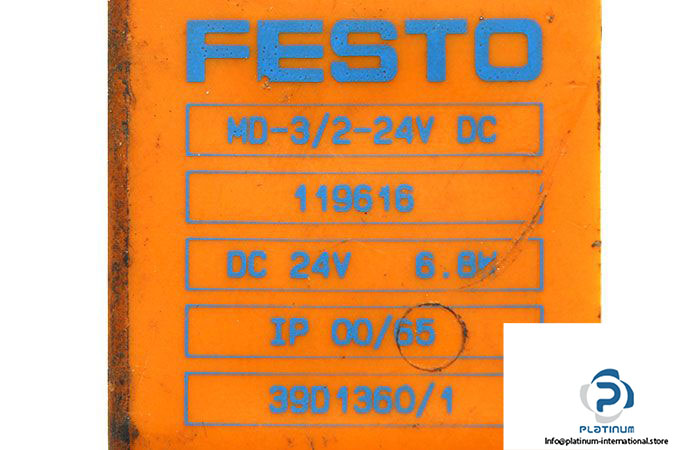 FESTO
MD-3/2-24V DC
119616
DC 24V 6.8W
IP 00/65
39D1360/1
PLATINUM
Info@platinum-international.store